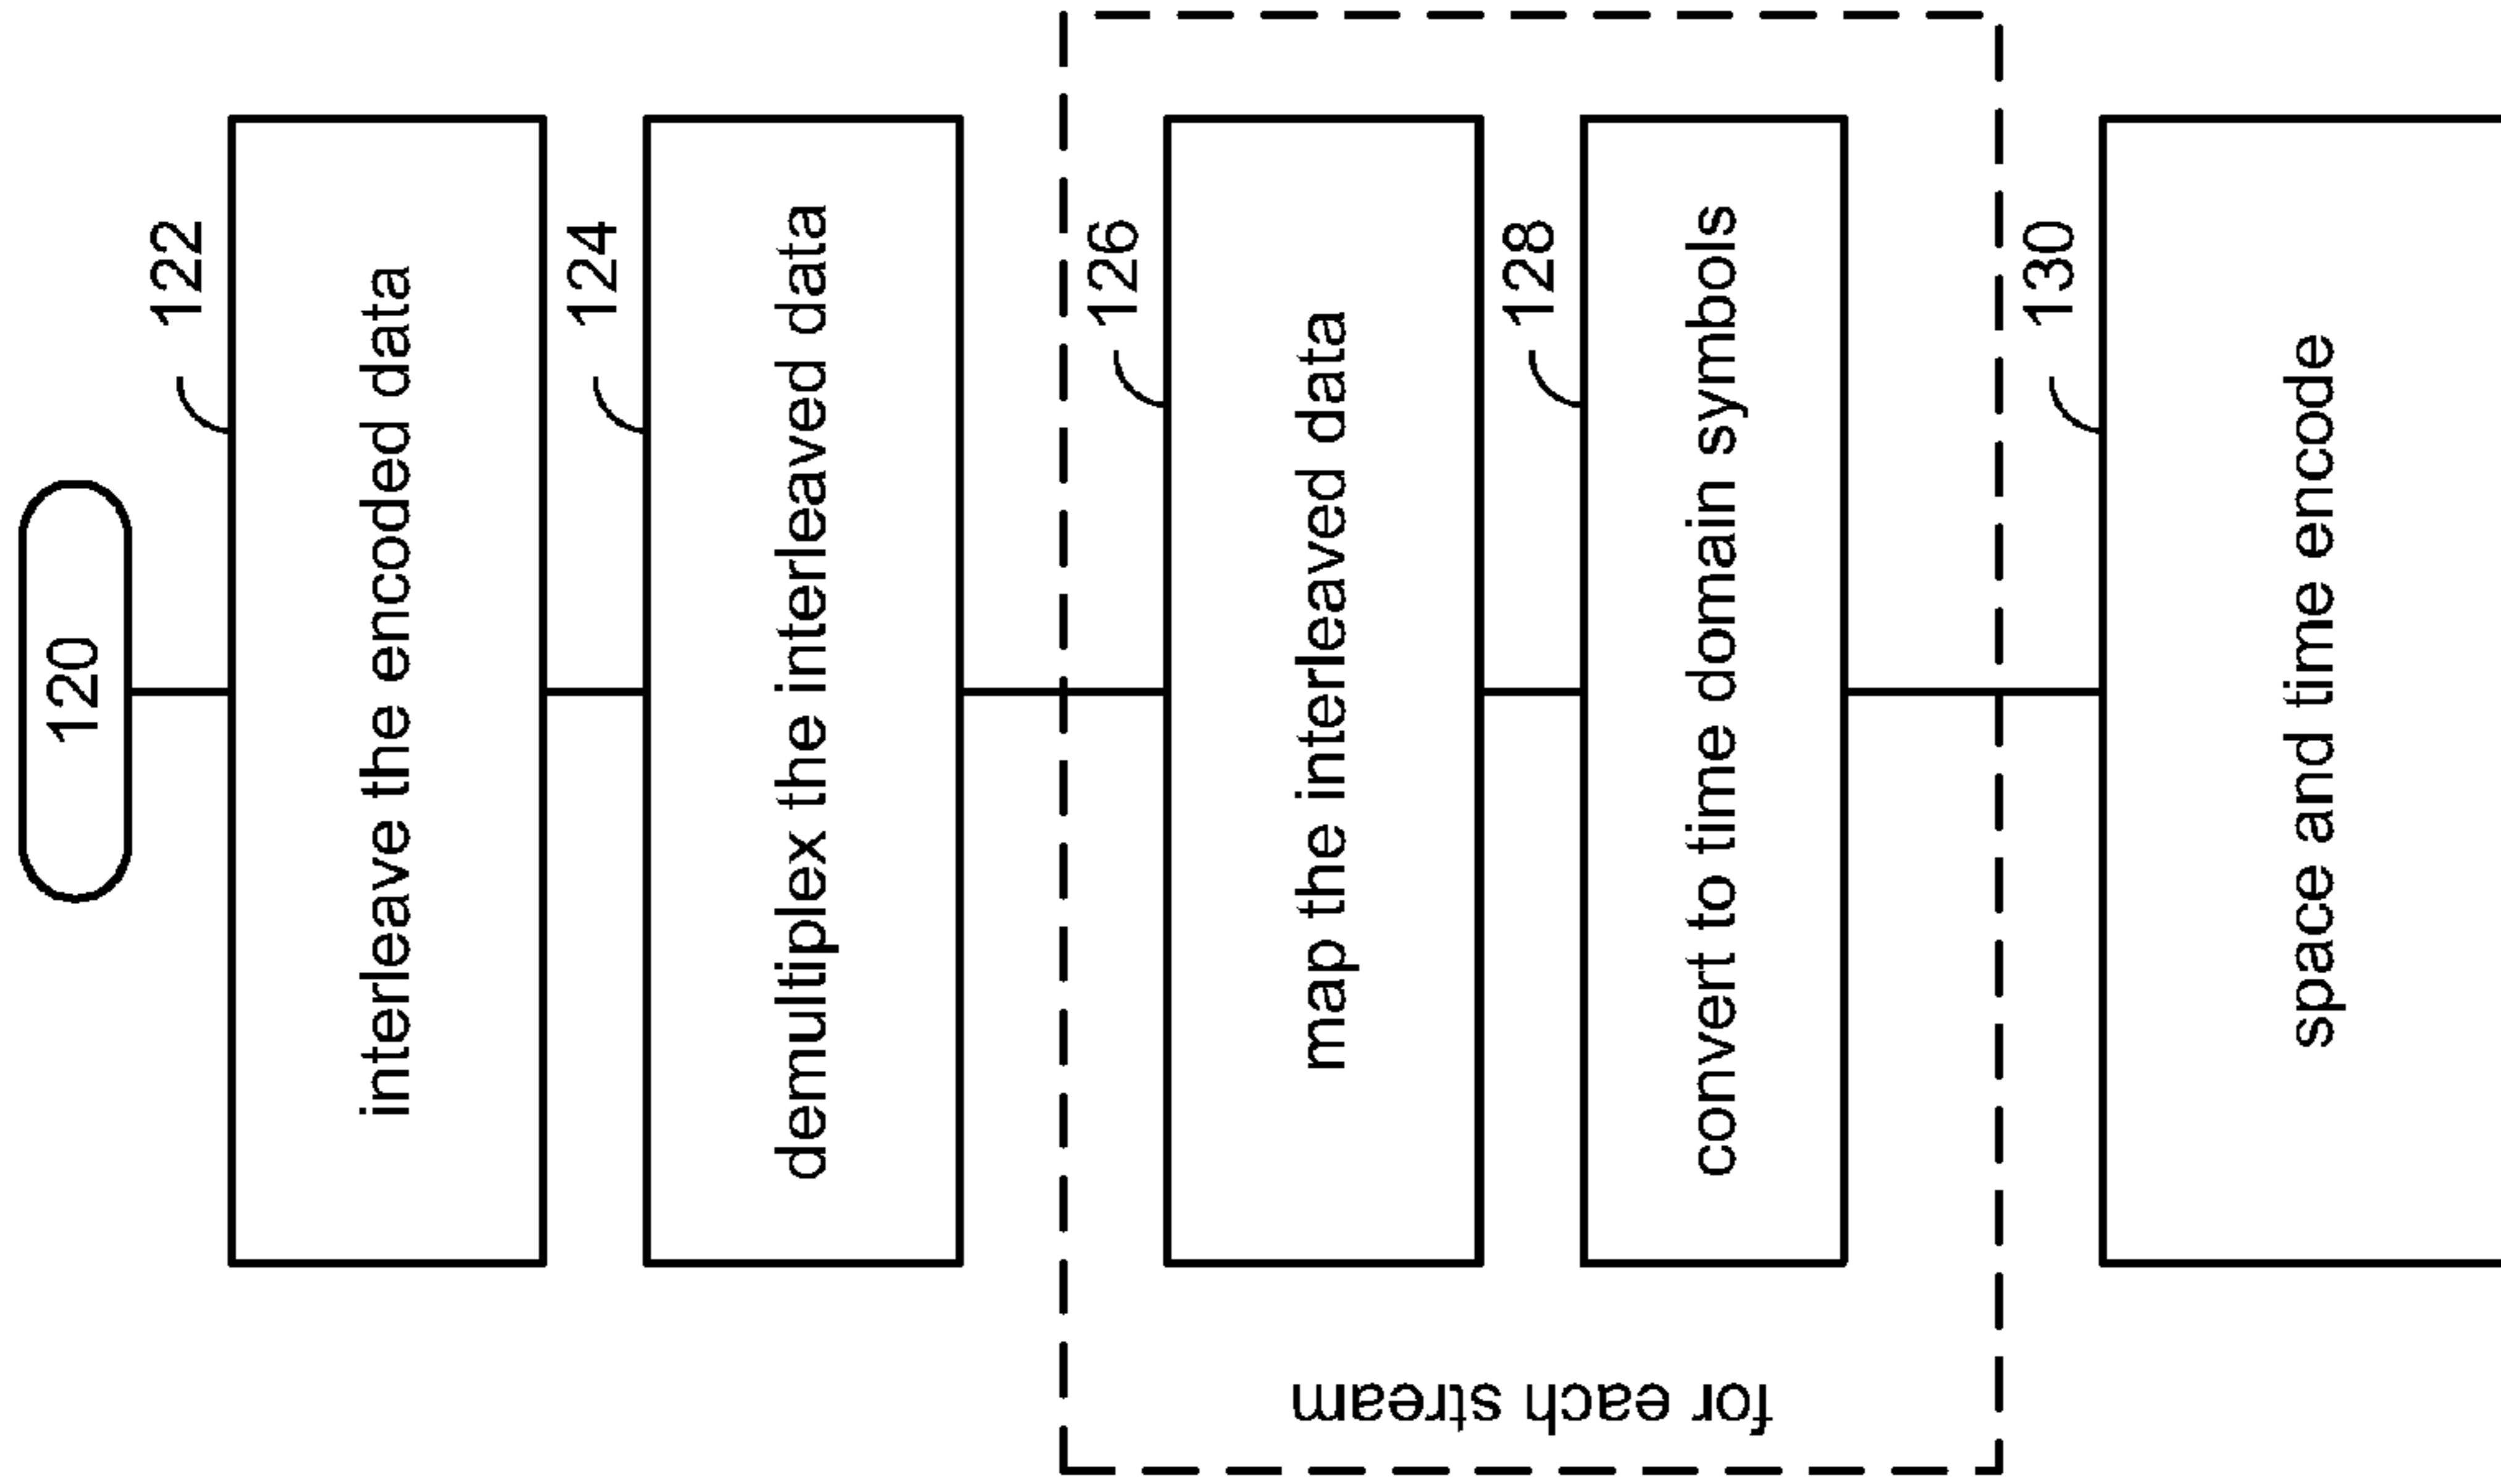 120
122
interleave the encoded data
124
demultiplex the interleaved data
for each stream
126
map the interleaved data
128
convert to time domain symbols
130
space and time encode